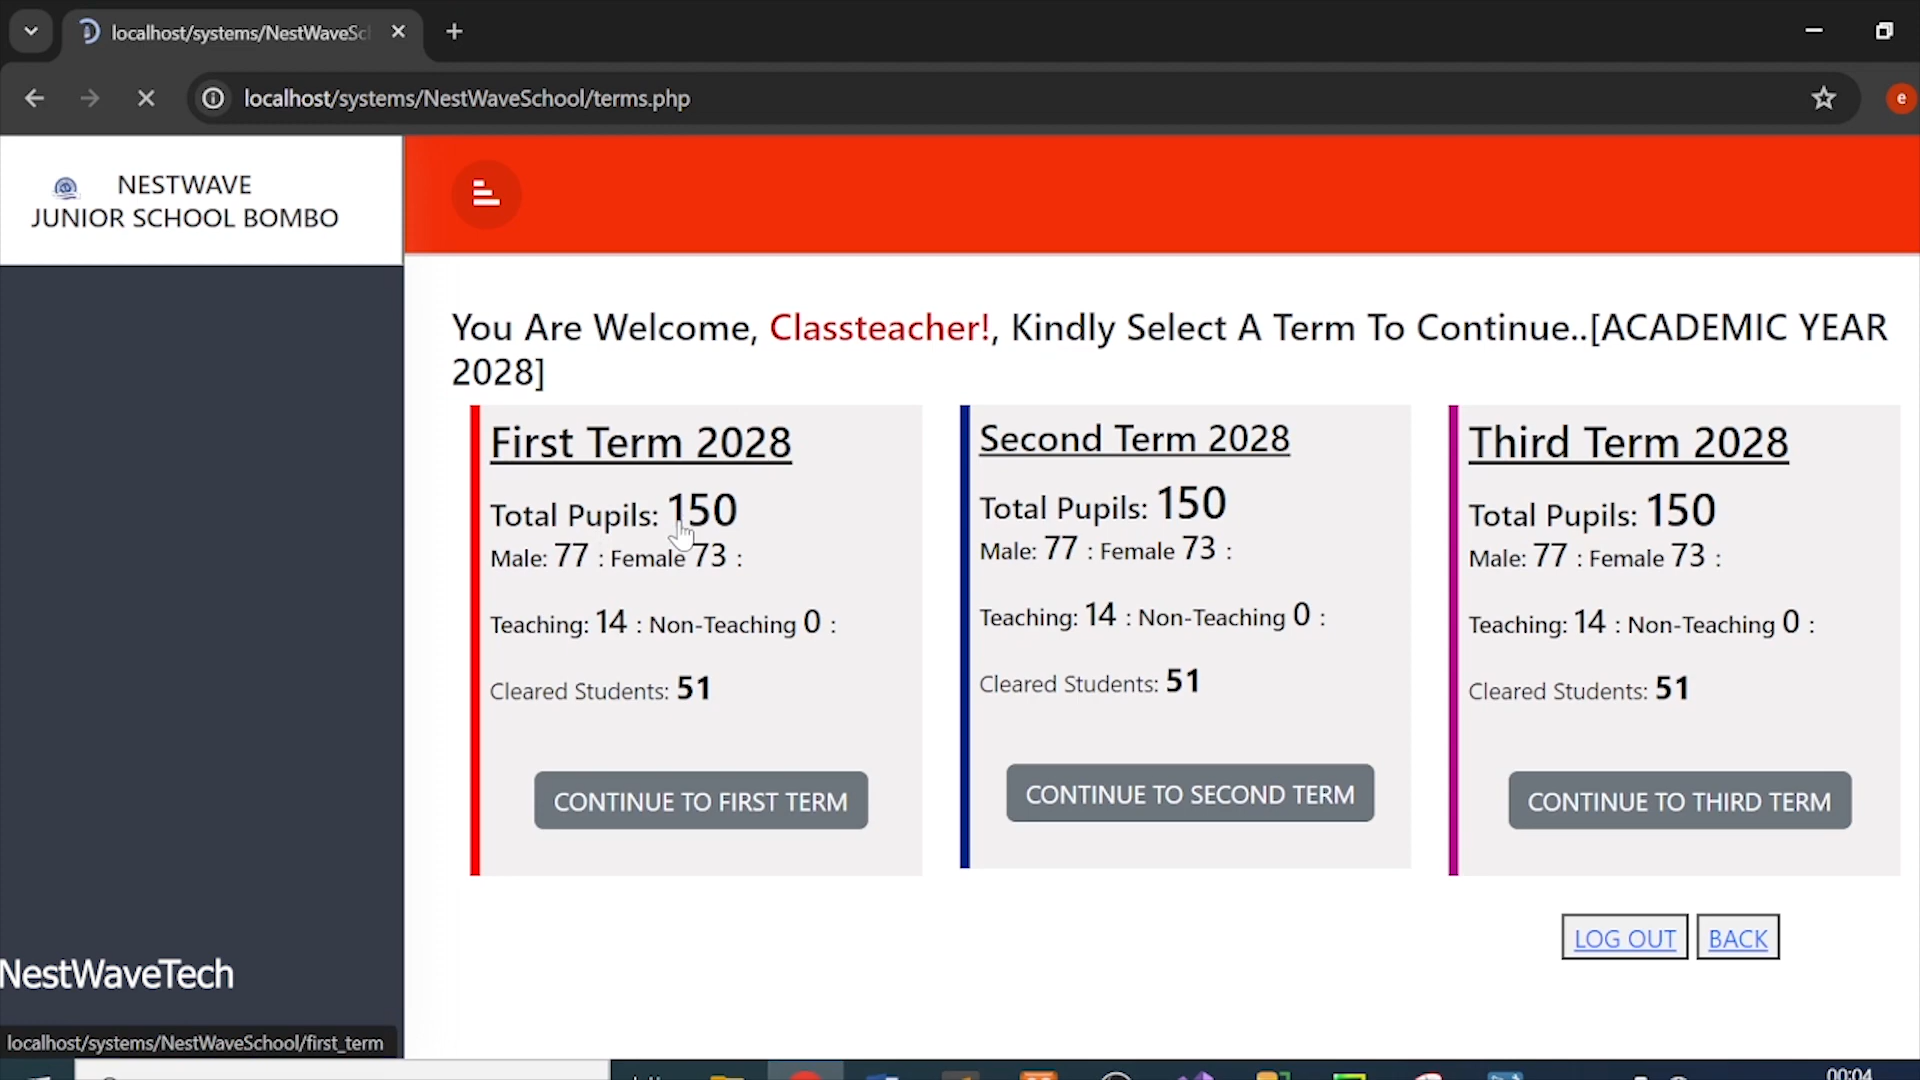 localhost/systems/NestWaveSc
localhost/systems/NestWaveSchool/terms.php
e
NESTWAVE
JUNIOR SCHOOL BOMBO
You Are Welcome, Classteacher!, Kindly Select A Term To Continue..[ACADEMIC YEAR
2028]
First Term 2028
Total Pupils: 150
Male: 77 : Female 73 :
Teaching: 14 : Non-Teaching 0 :
Cleared Students: 51
CONTINUE TO FIRST TERM
Second Term 2028
Total Pupils: 150
Male: 77 : Female 73 :
Teaching: 14 : Non-Teaching 0 :
Cleared Students: 51
CONTINUE TO SECOND TERM
Third Term 2028
Total Pupils: 150
Male: 77 : Female 73 :
Teaching: 14 : Non-Teaching 0 :
Cleared Students: 51
CONTINUE TO THIRD TERM
LOG OUT BACK
NestWaveTech
localhost/systems/NestWaveSchool/first_term
00:04